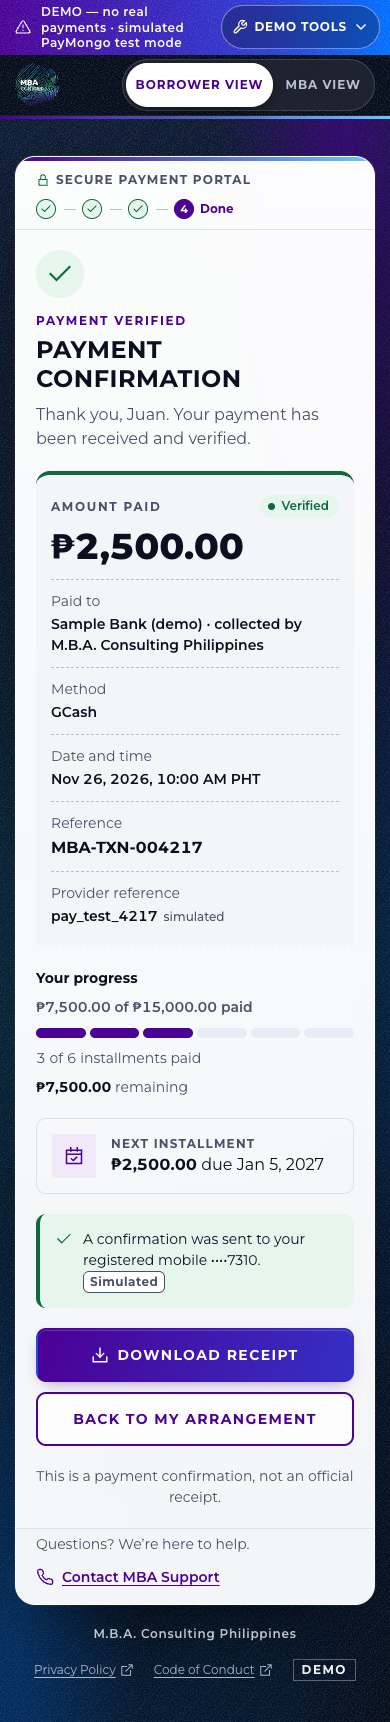 DEMO — no real
payments · simulated
PayMongo test mode
DEMO TOOLS
MBA
BORROWER VIEW
MBA VIEW
SECURE PAYMENT PORTAL
4 Done
PAYMENT VERIFIED
PAYMENT
CONFIRMATION
Thank you, Juan. Your payment has
been received and verified.
AMOUNT PAID
Verified
₱2,500.00
Paid to
Sample Bank (demo) · collected by
M.B.A. Consulting Philippines
Method
GCash
Date and time
Nov 26, 2026, 10:00 AM PHT
Reference
MBA-TXN-004217
Provider reference
pay_test_4217 simulated
Your progress
₱7,500.00 of ₱15,000.00 paid
3 of 6 installments paid
₱7,500.00 remaining
NEXT INSTALLMENT
₱2,500.00 due Jan 5, 2027
A confirmation was sent to your
registered mobile ••••7310.
Simulated
DOWNLOAD RECEIPT
BACK TO MY ARRANGEMENT
This is a payment confirmation, not an official
receipt.
Questions? We’re here to help.
Contact MBA Support
M.B.A. Consulting Philippines
Privacy Policy
Code of Conduct
DEMO